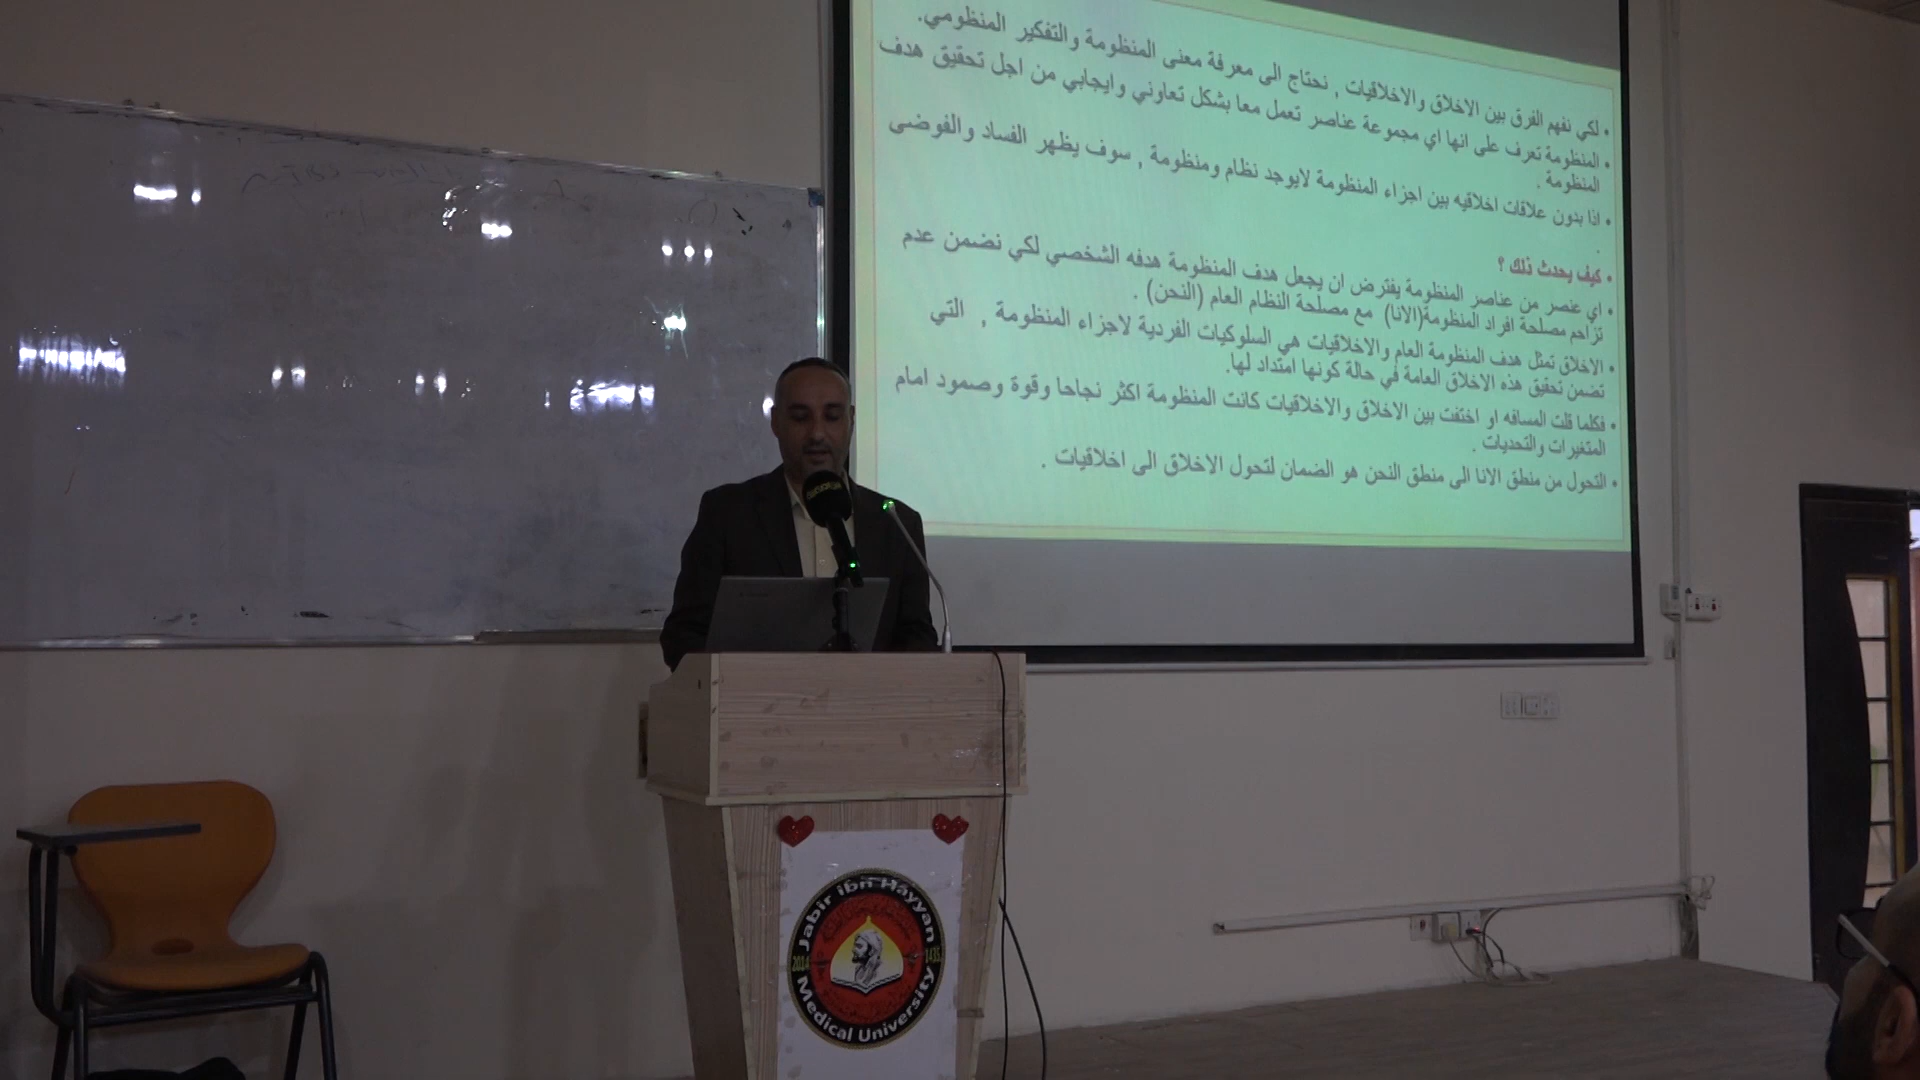 • لكي نفهم الفرق بين الاخلاق والاخلاقيات , نحتاج الى معرفة معنى المنظومة والتفكير المنظومي.
• المنظومة تعرف على انها اي مجموعة عناصر تعمل معا بشكل تعاوني وايجابي من اجل تحقيق هدف
المنظومة .
• اذا بدون علاقات اخلاقيه بين اجزاء المنظومة لايوجد نظام ومنظومة , سوف يظهر الفساد والفوضى
.
• كيف يحدث ذلك ؟
• اي عنصر من عناصر المنظومة يفترض ان يجعل هدف المنظومة هدفه الشخصي لكي نضمن عدم
تزاحم مصلحة افراد المنظومة(الانا) مع مصلحة النظام العام (النحن) .
• الاخلاق تمثل هدف المنظومة العام والاخلاقيات هي السلوكيات الفردية لاجزاء المنظومة , التي
تضمن تحقيق هذه الاخلاق العامة في حالة كونها امتداد لها.
• فكلما قلت المسافه او اختفت بين الاخلاق والاخلاقيات كانت المنظومة اكثر نجاحا وقوة وصمود امام
المتغيرات والتحديات .
• التحول من منطق الانا الى منطق النحن هو الضمان لتحول الاخلاق الى اخلاقيات .
Jabir ibn Hayyan
2014
1435
Medical University